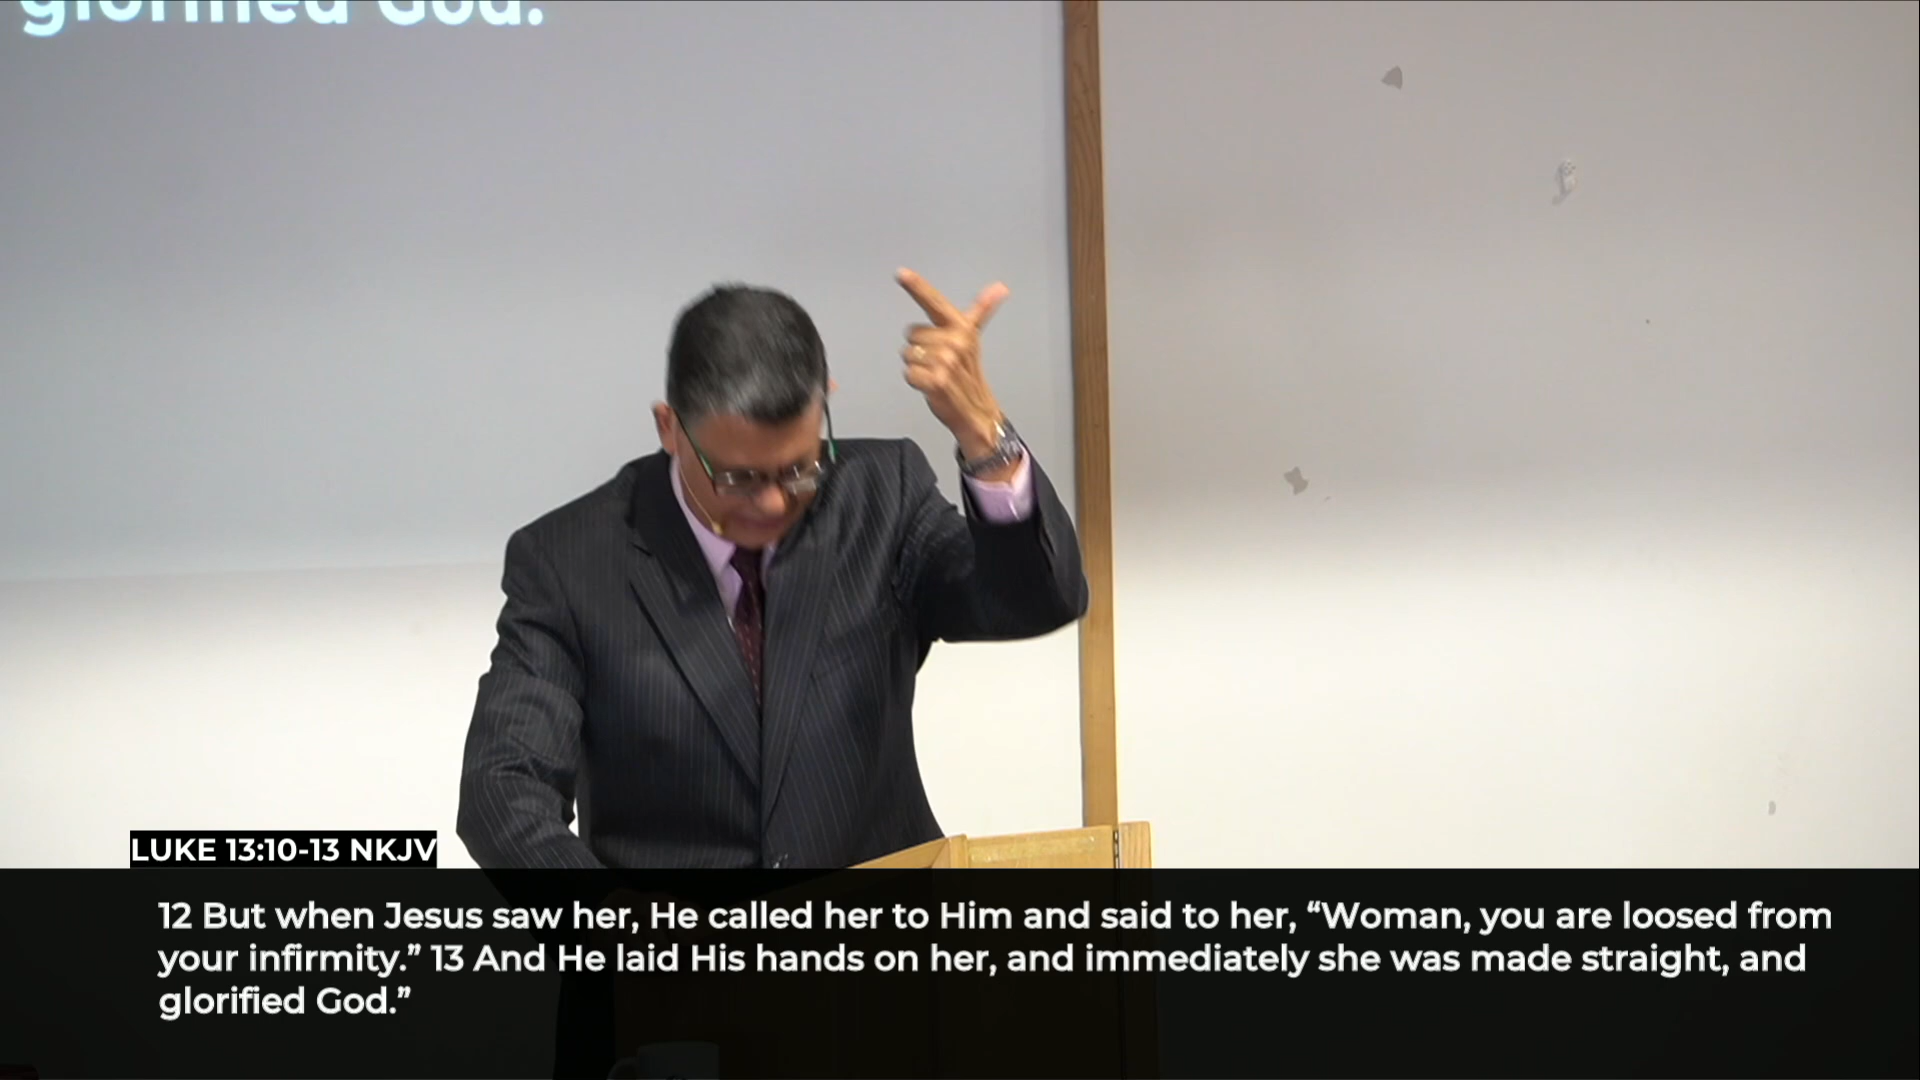 glorified God.
LUKE 13:10-13 NKJV
12 But when Jesus saw her, He called her to Him and said to her, “Woman, you are loosed from
your infirmity.” 13 And He laid His hands on her, and immediately she was made straight, and
glorified God.”